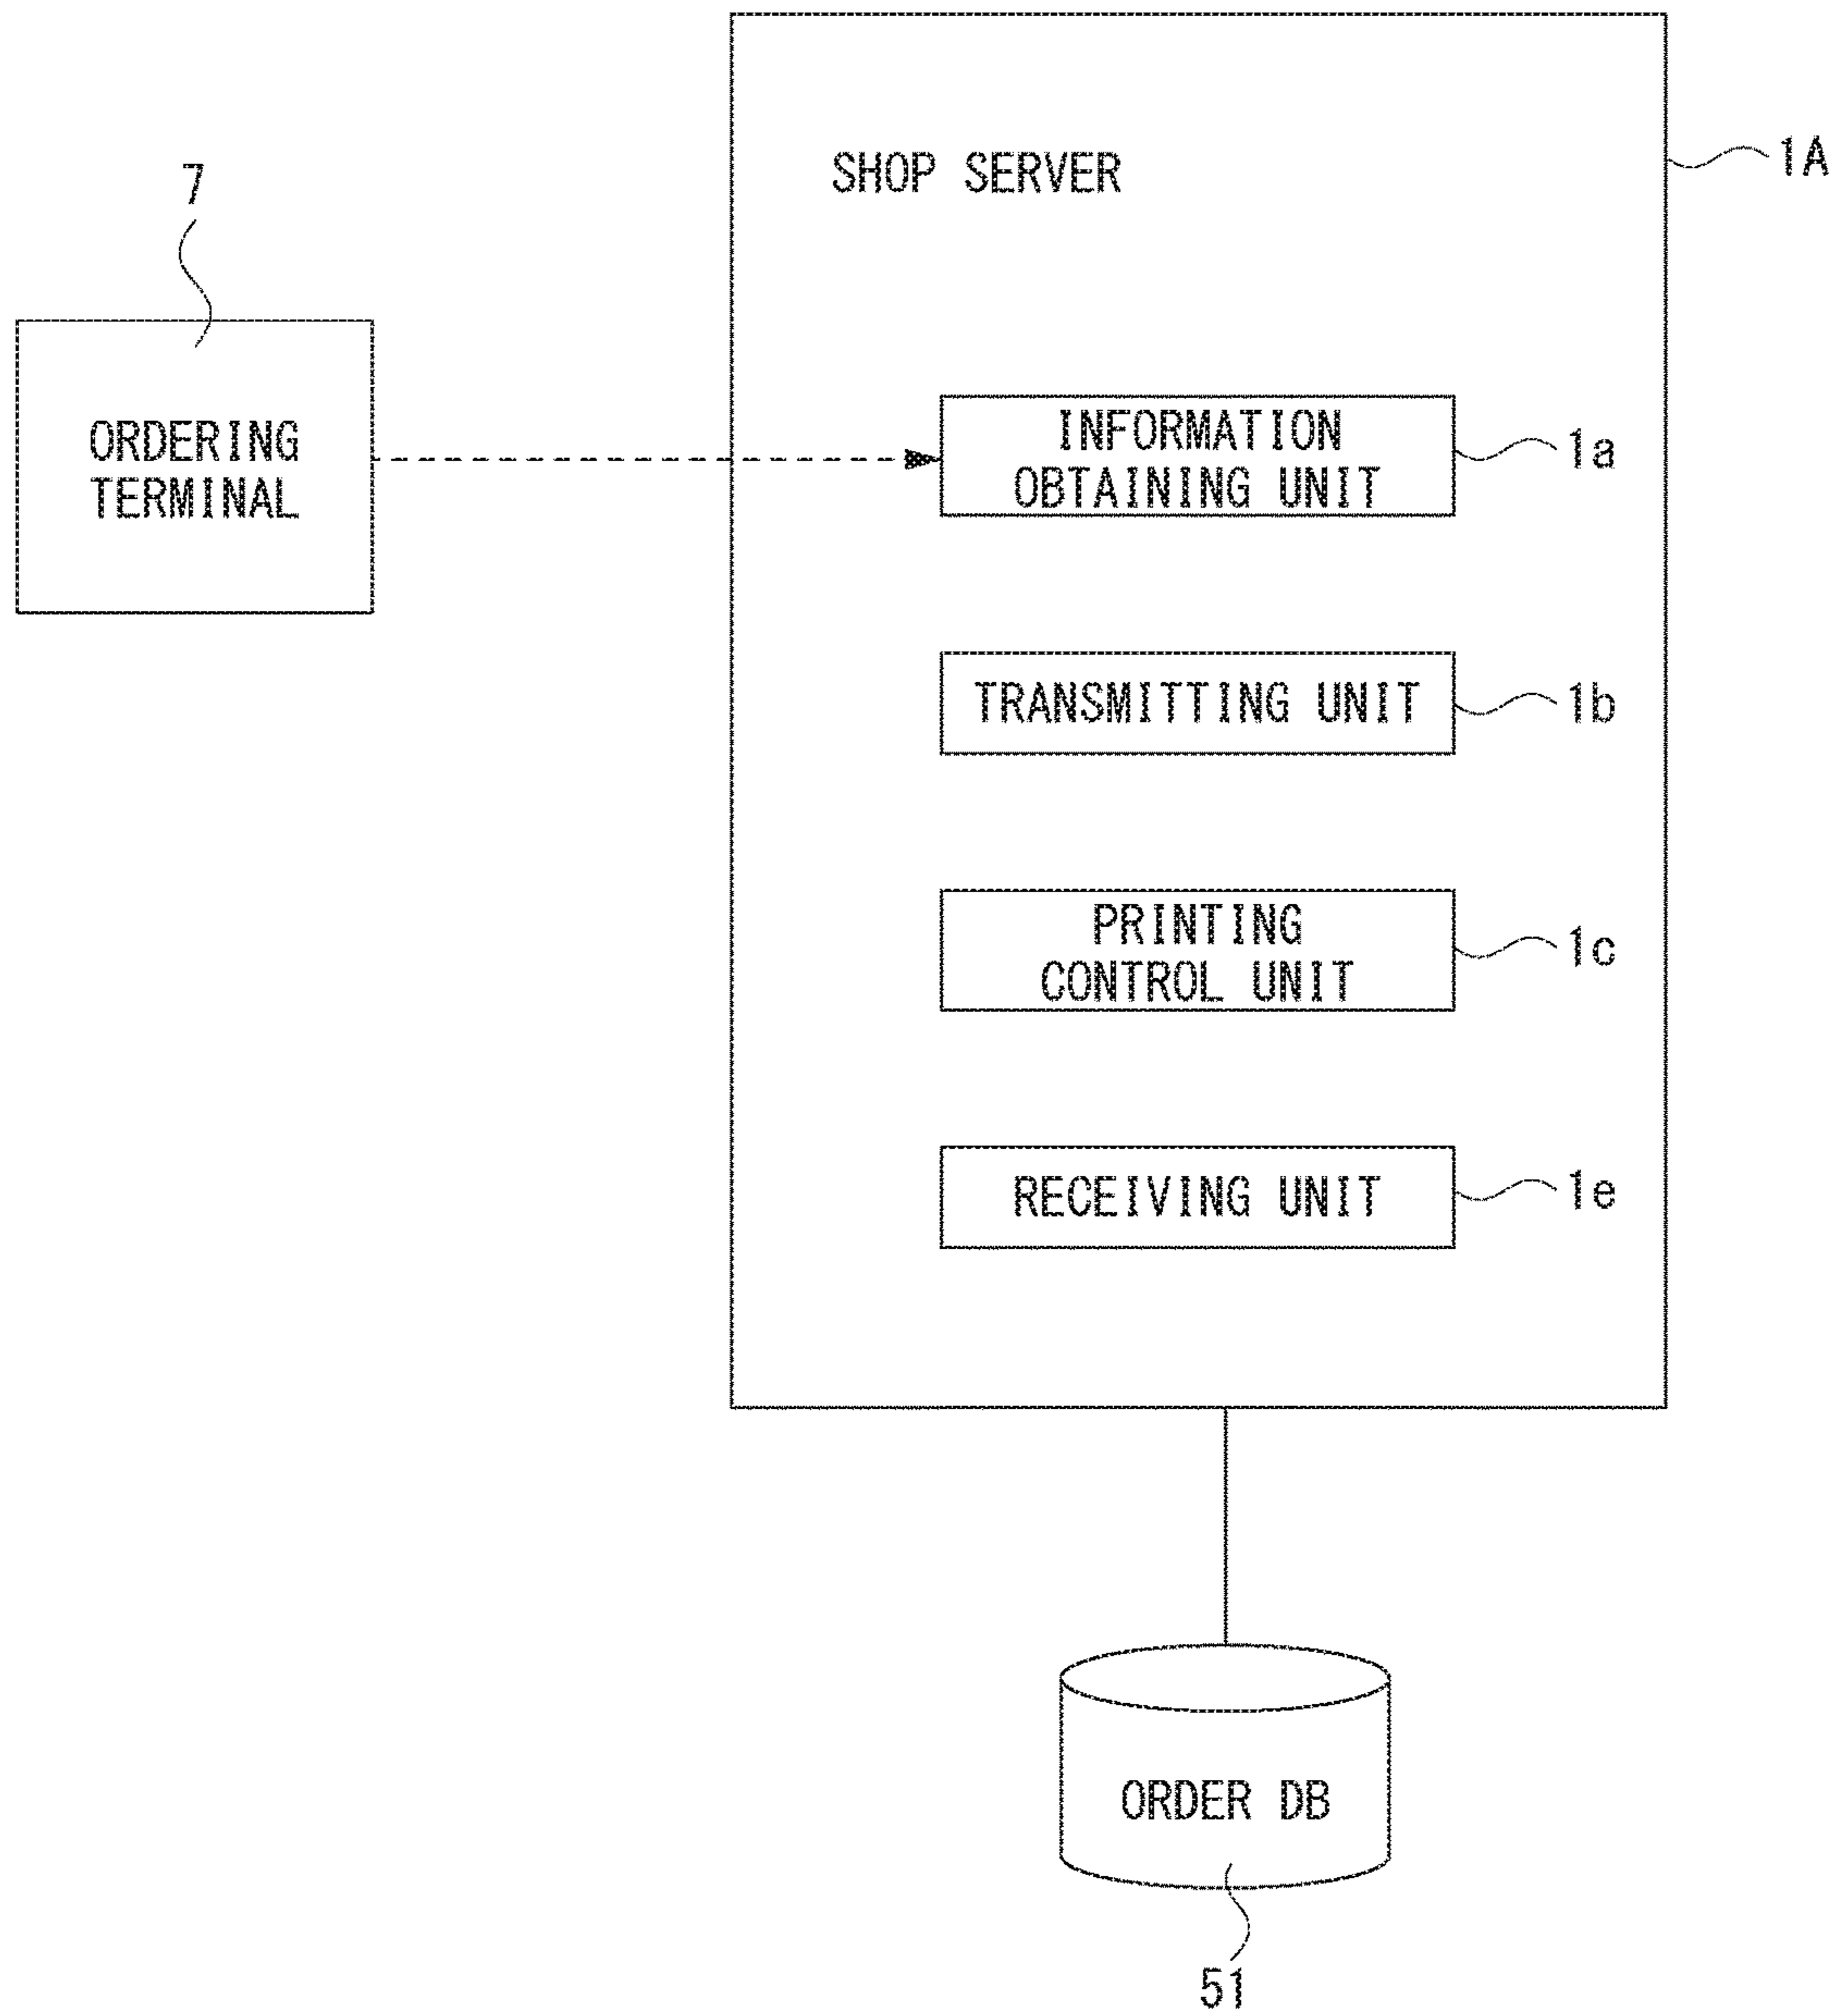 SHOP SERVER
1A
7
ORDERING
TERMINAL
INFORMATION
OBTAINING UNIT
1a
TRANSMITTING UNIT
1b
PRINTING
CONTROL UNIT
1c
RECEIVING UNIT
1e
ORDER DB
51